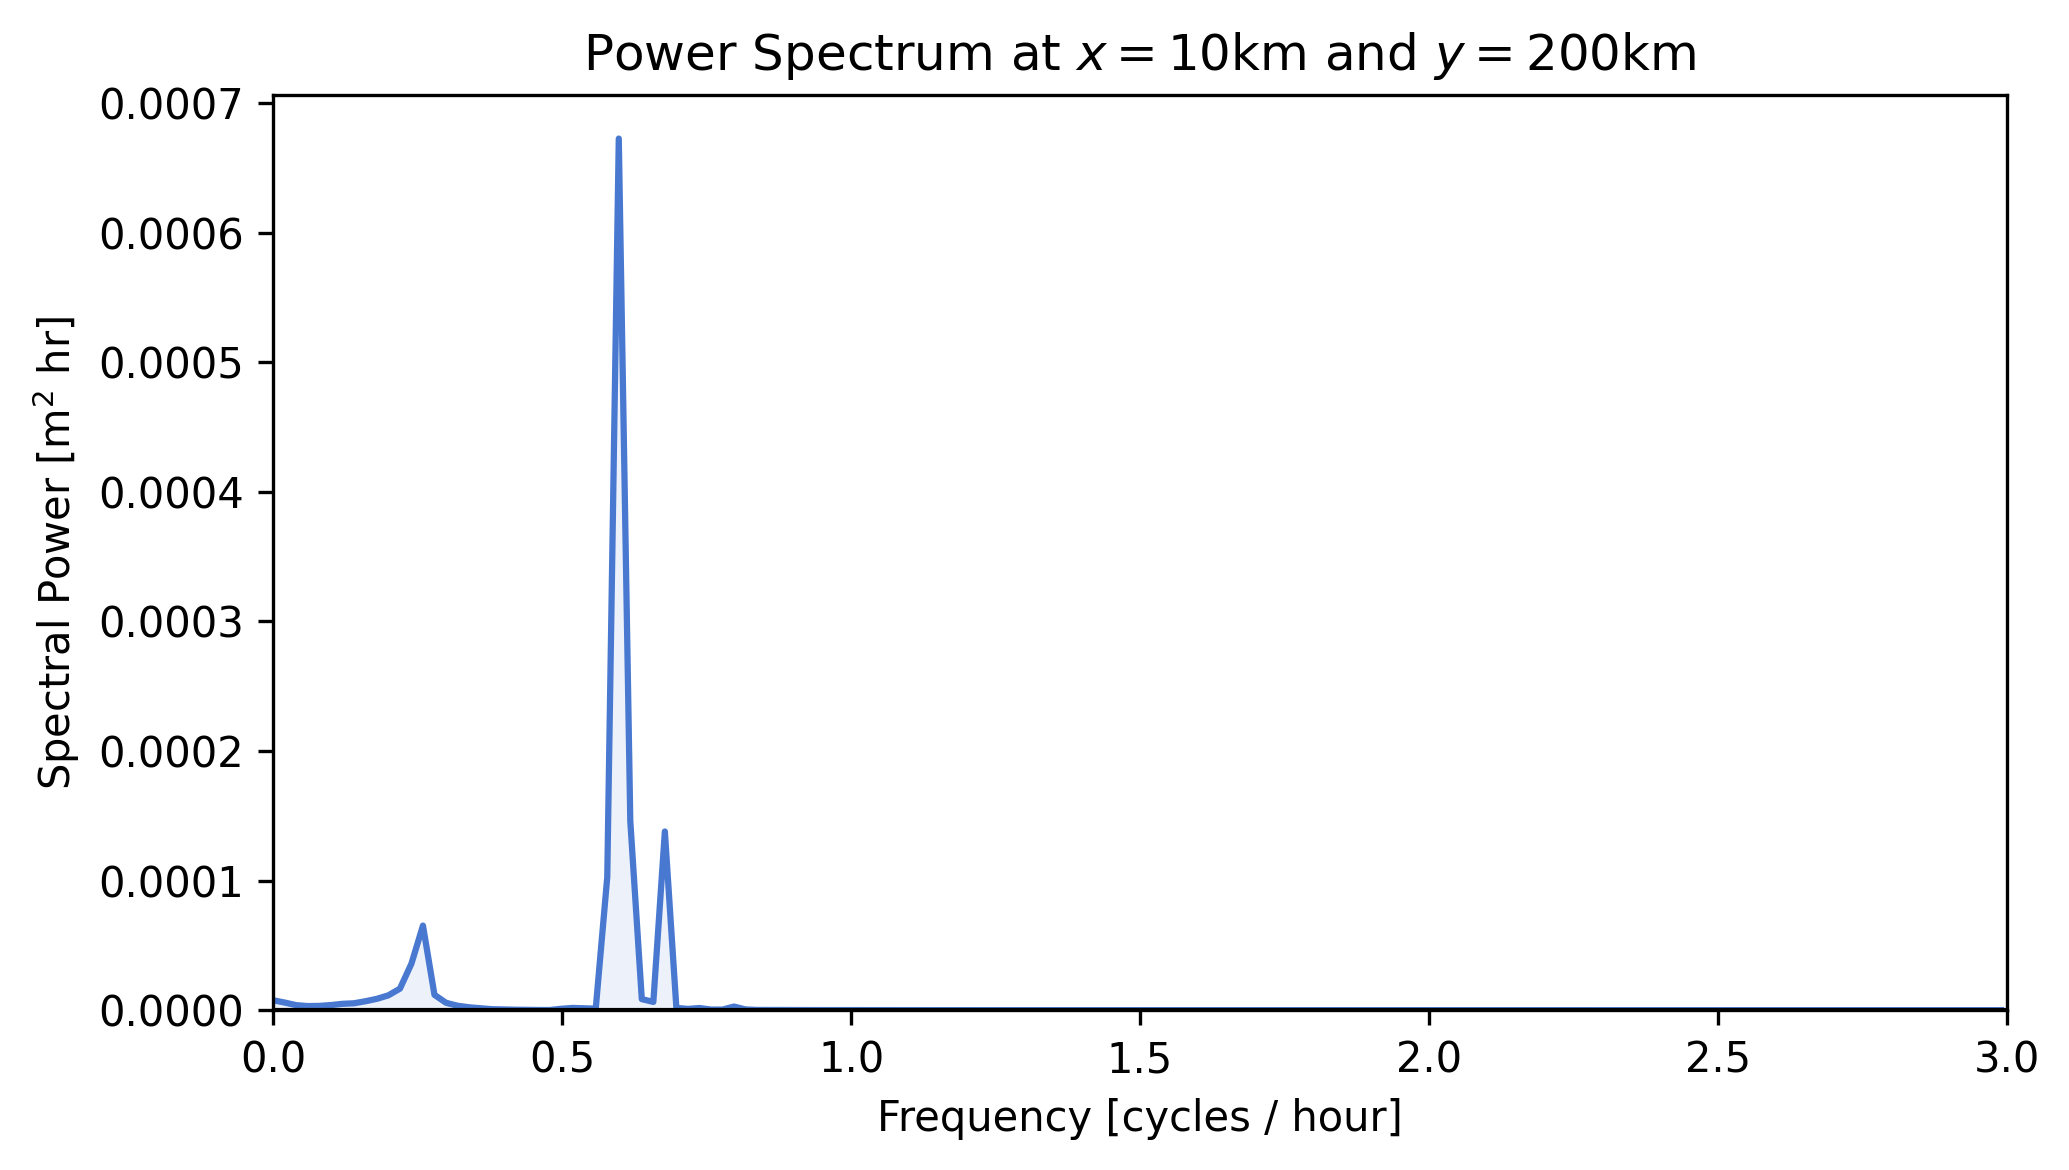 Power Spectrum at x = 10km and y = 200km
0.0007
0.0006
0.0005
0.0004
0.0003
0.0002
0.0001
0.0000
Spectral Power [m² hr]
0.0 0.5 1.0 1.5 2.0 2.5 3.0
Frequency [cycles / hour]